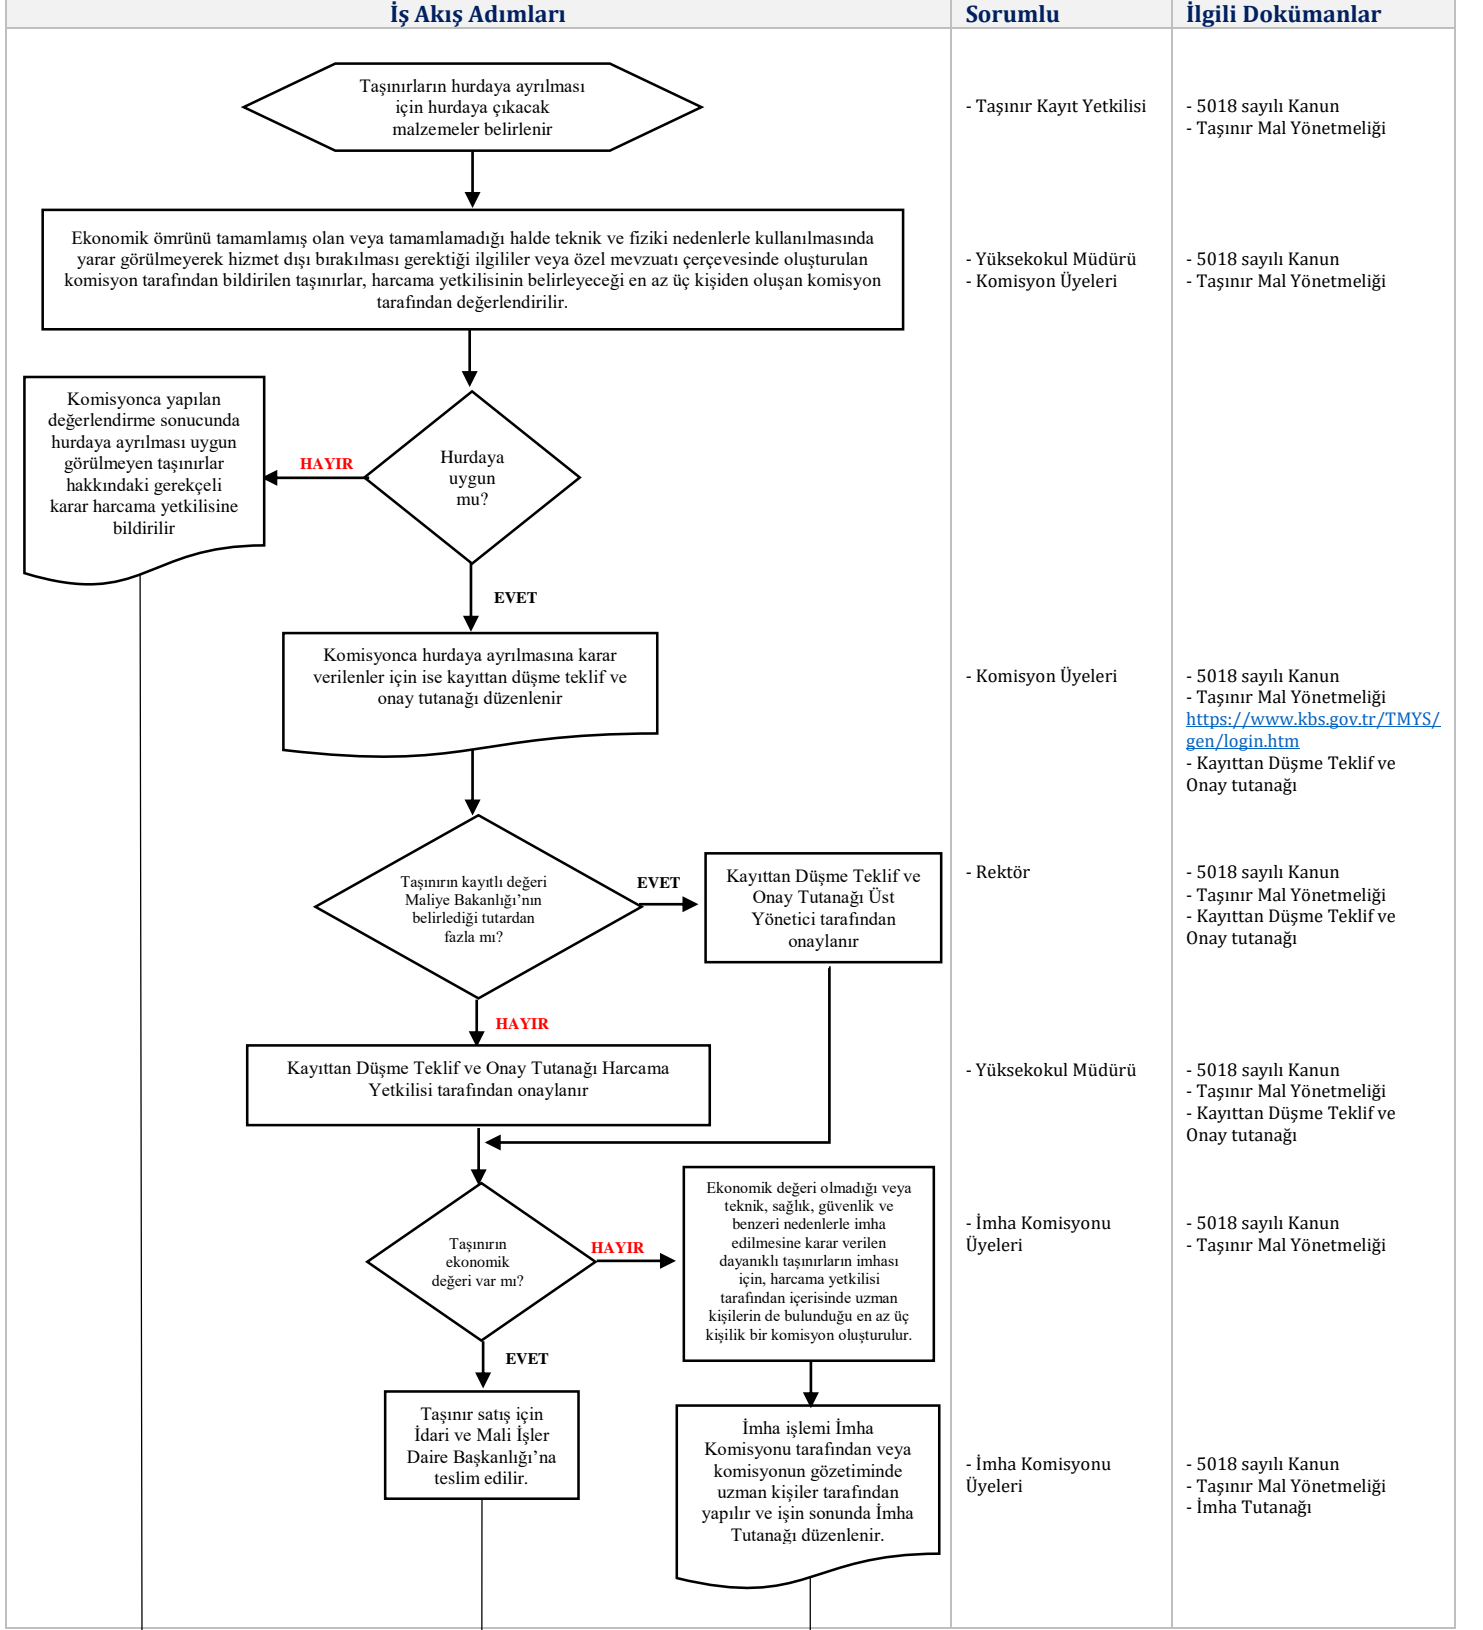 İş Akış Adımları
Sorumlu
İlgili Dokümanlar
Taşınırların hurdaya ayrılması
için hurdaya çıkacak
malzemeler belirlenir
- Taşınır Kayıt Yetkilisi
- 5018 sayılı Kanun
- Taşınır Mal Yönetmeliği
Ekonomik ömrünü tamamlamış olan veya tamamlamadığı halde teknik ve fiziki nedenlerle kullanılmasında
yarar görülmeyerek hizmet dışı bırakılması gerektiği ilgililer veya özel mevzuatı çerçevesinde oluşturulan
komisyon tarafından bildirilen taşınırlar, harcama yetkilisinin belirleyeceği en az üç kişiden oluşan komisyon
tarafından değerlendirilir.
- Yüksekokul Müdürü
- Komisyon Üyeleri
- 5018 sayılı Kanun
- Taşınır Mal Yönetmeliği
Komisyonca yapılan
değerlendirme sonucunda
hurdaya ayrılması uygun
görülmeyen taşınırlar
hakkındaki gerekçeli
karar harcama yetkilisine
bildirilir
HAYIR
Hurdaya
uygun
mu?
EVET
Komisyonca hurdaya ayrılmasına karar
verilenler için ise kayıttan düşme teklif ve
onay tutanağı düzenlenir
- Komisyon Üyeleri
- 5018 sayılı Kanun
- Taşınır Mal Yönetmeliği
https://www.kbs.gov.tr/TMYS/
gen/login.htm
- Kayıttan Düşme Teklif ve
Onay tutanağı
Taşınırın kayıtlı değeri
Maliye Bakanlığı’nın
belirlediği tutardan
fazla mı?
EVET
Kayıttan Düşme Teklif ve
Onay Tutanağı Üst
Yönetici tarafından
onaylanır
- Rektör
- 5018 sayılı Kanun
- Taşınır Mal Yönetmeliği
- Kayıttan Düşme Teklif ve
Onay tutanağı
HAYIR
Kayıttan Düşme Teklif ve Onay Tutanağı Harcama
Yetkilisi tarafından onaylanır
- Yüksekokul Müdürü
- 5018 sayılı Kanun
- Taşınır Mal Yönetmeliği
- Kayıttan Düşme Teklif ve
Onay tutanağı
Taşınırın
ekonomik
değeri var mı?
HAYIR
Ekonomik değeri olmadığı veya
teknik, sağlık, güvenlik ve
benzeri nedenlerle imha
edilmesine karar verilen
dayanıklı taşınırların imhası
için, harcama yetkilisi
tarafından içerisinde uzman
kişilerin de bulunduğu en az üç
kişilik bir komisyon oluşturulur.
- İmha Komisyonu
Üyeleri
- 5018 sayılı Kanun
- Taşınır Mal Yönetmeliği
EVET
Taşınır satış için
İdari ve Mali İşler
Daire Başkanlığı’na
teslim edilir.
İmha işlemi İmha
Komisyonu tarafından veya
komisyonun gözetiminde
uzman kişiler tarafından
yapılır ve işin sonunda İmha
Tutanağı düzenlenir.
- İmha Komisyonu
Üyeleri
- 5018 sayılı Kanun
- Taşınır Mal Yönetmeliği
- İmha Tutanağı